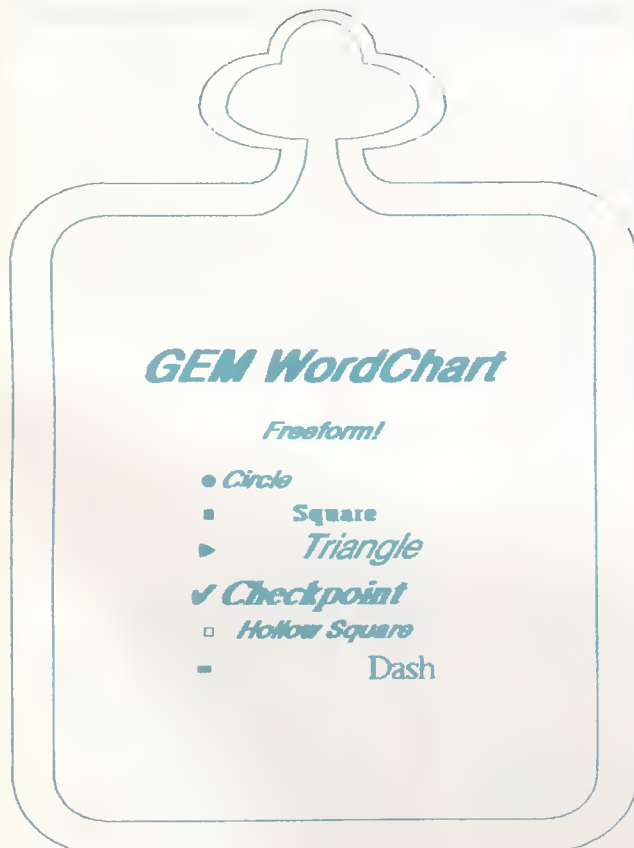 GEM WordChart
Freeform!
● Circle
■ Square
▶ Triangle
✔ Checkpoint
□ Hollow Square
▬ Dash